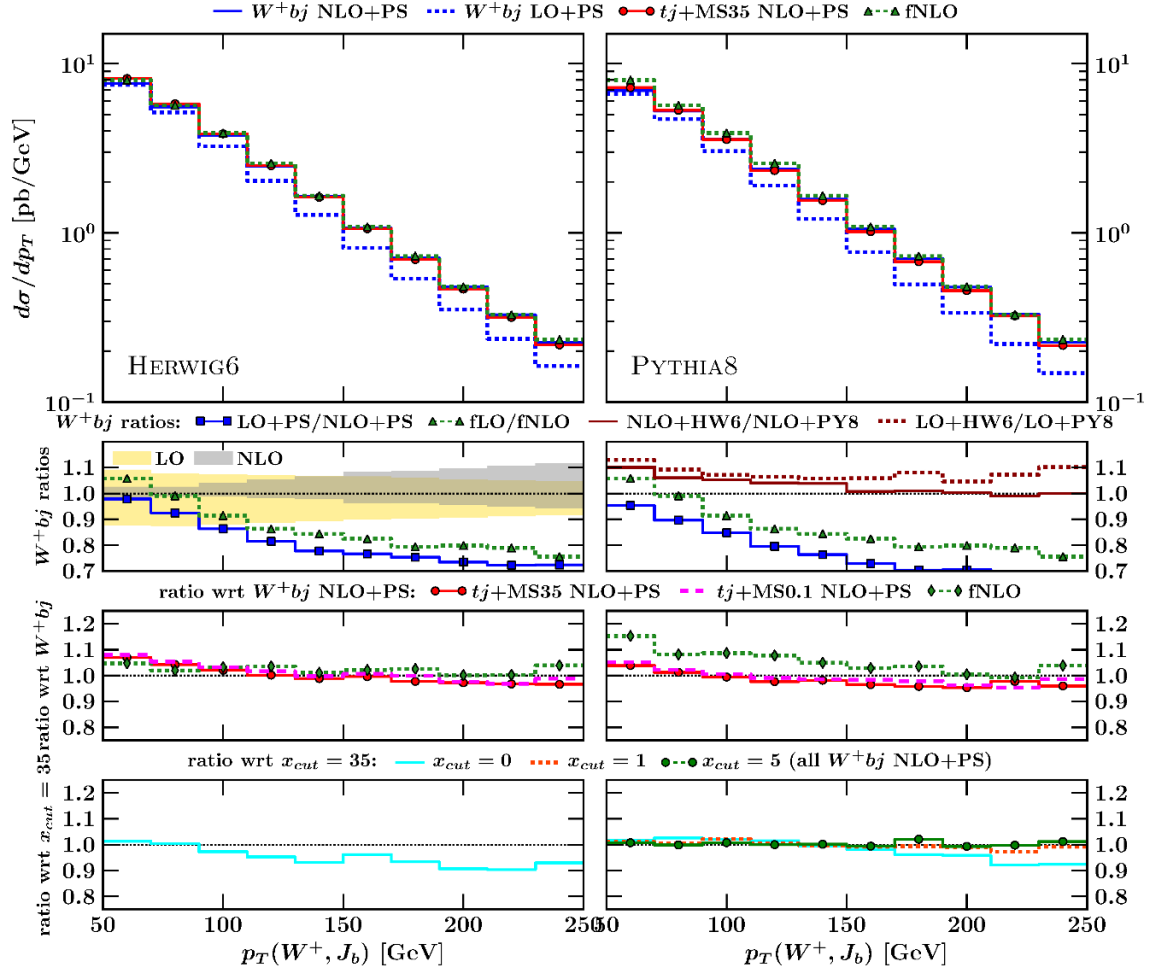 W⁺bj NLO+PS W⁺bj LO+PS tj+MS35 NLO+PS fNLO
10¹ 10¹
10⁰ 10⁰
10⁻¹ 10⁻¹
dσ/dp_T [pb/GeV]
HERWIG6 PYTHIA8
W⁺bj ratios: LO+PS/NLO+PS fLO/fNLO NLO+HW6/NLO+PY8 LO+HW6/LO+PY8
LO NLO
W⁺bj ratios
1.1 1.1
1.0 1.0
0.9 0.9
0.8 0.8
0.7 0.7
ratio wrt W⁺bj NLO+PS: tj+MS35 NLO+PS tj+MS0.1 NLO+PS fNLO
ratio wrt W⁺bj
1.2 1.2
1.1 1.1
1.0 1.0
0.9 0.9
0.8 0.8
ratio wrt x_cut = 35: x_cut = 0 x_cut = 1 x_cut = 5 (all W⁺bj NLO+PS)
ratio wrt x_cut = 35
1.2 1.2
1.1 1.1
1.0 1.0
0.9 0.9
0.8 0.8
50 100 150 200 250 100 150 200 250
p_T(W⁺, J_b) [GeV] p_T(W⁺, J_b) [GeV]